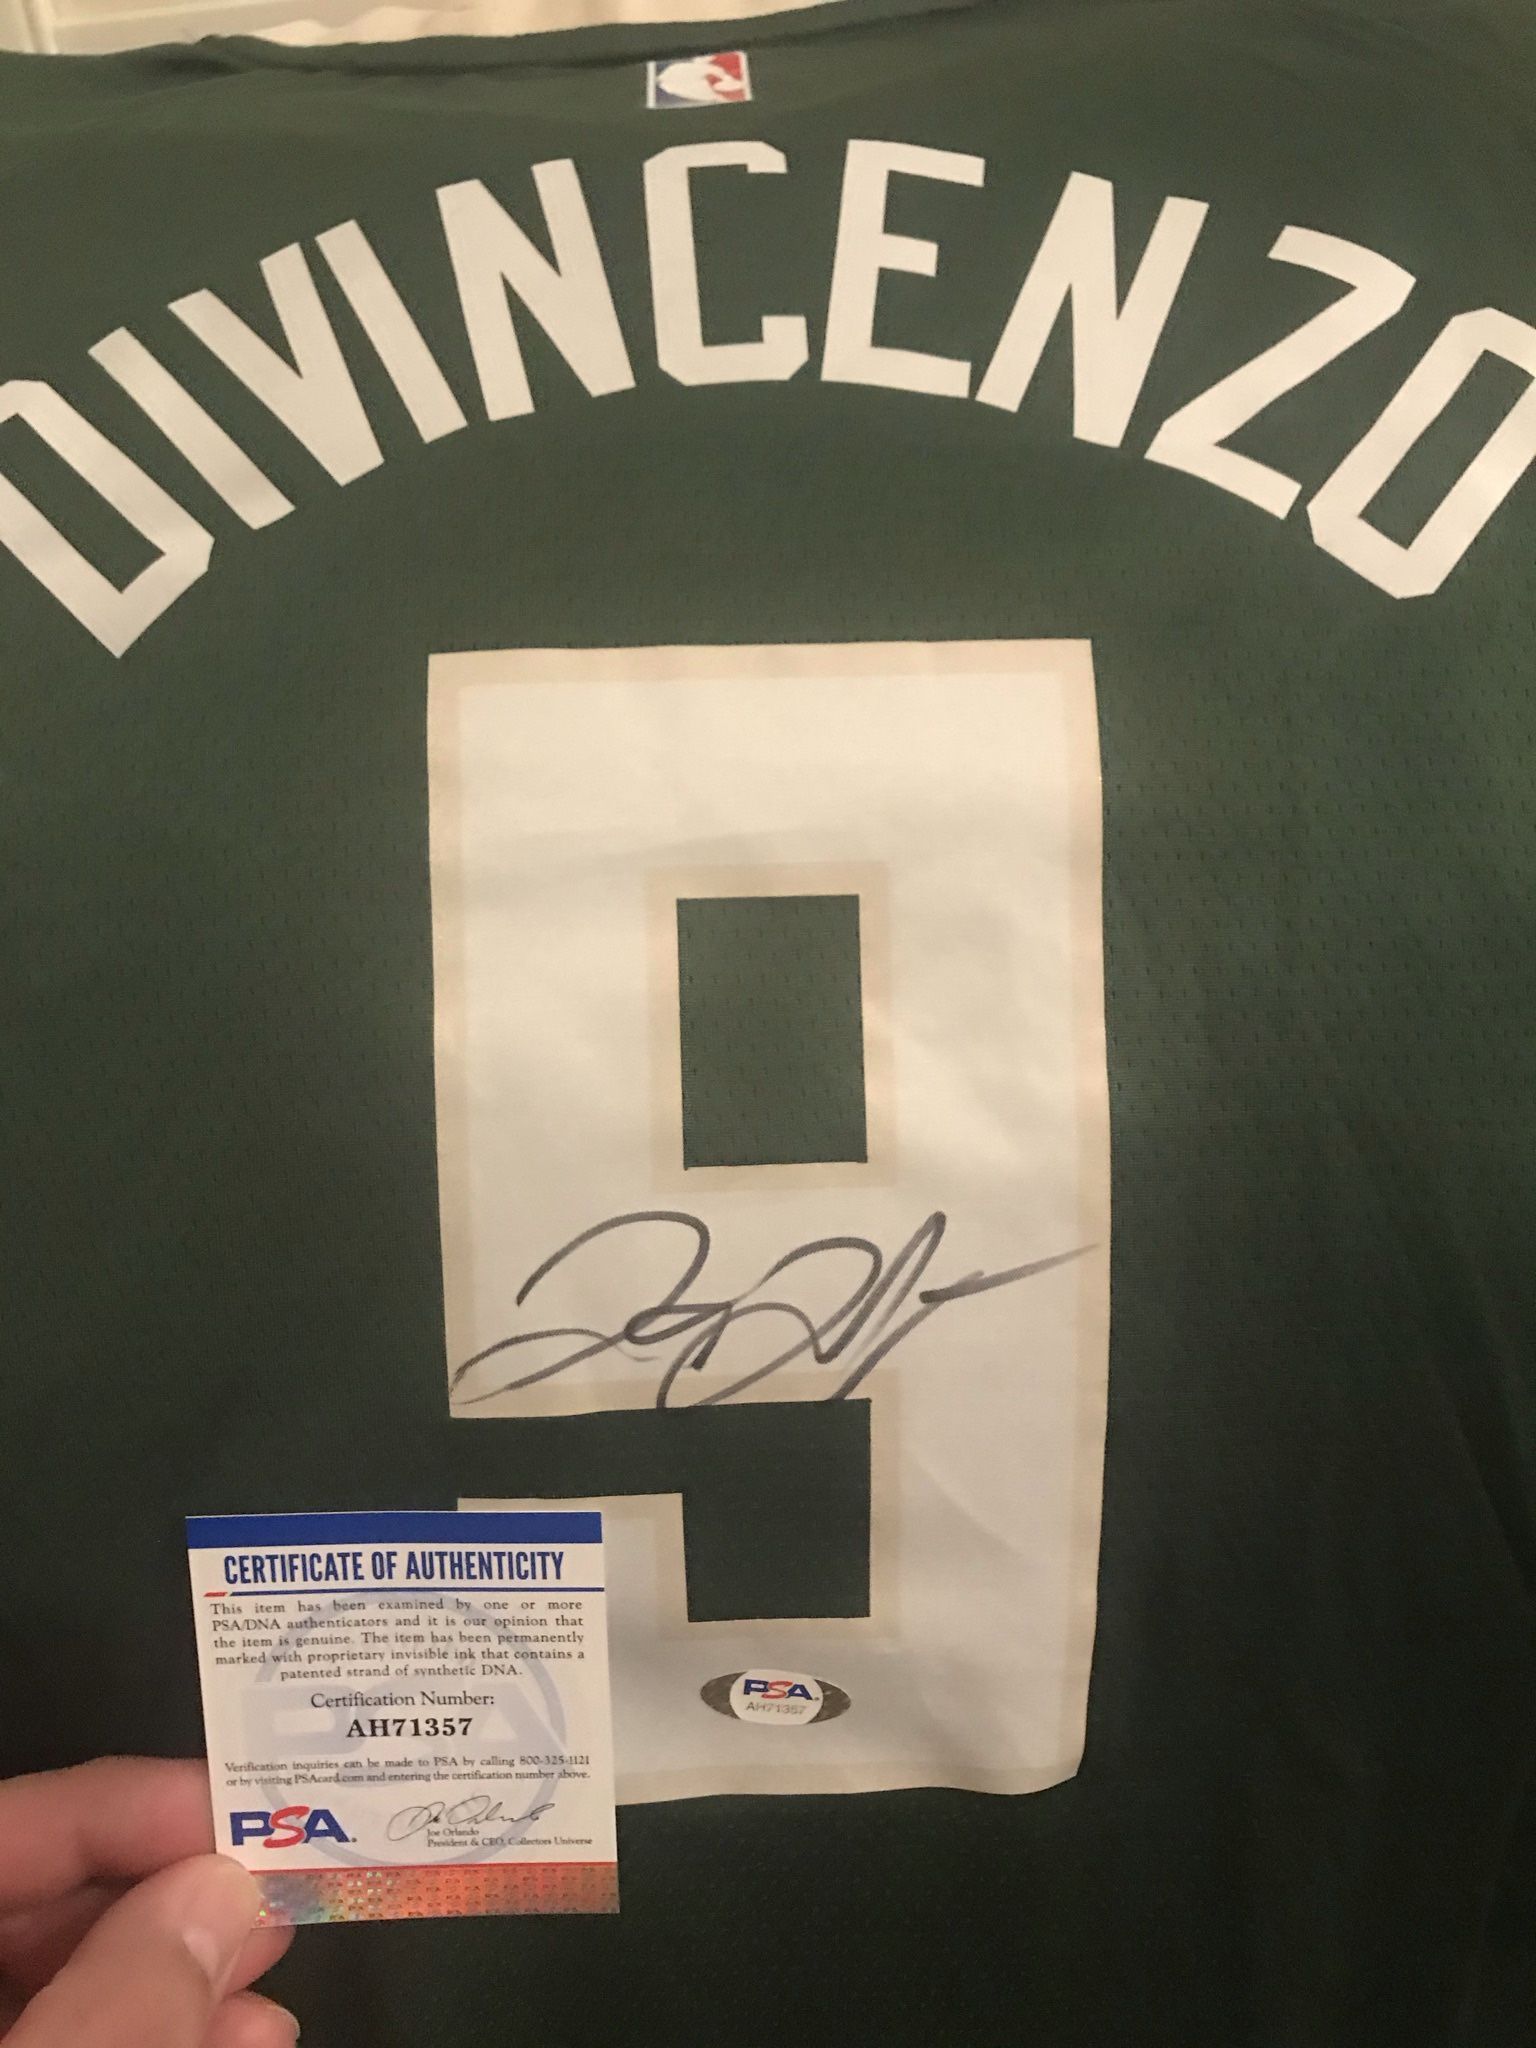 DIVINCENZO
9
CERTIFICATE OF AUTHENTICITY
This item has been examined by one or more
PSA/DNA authenticators and it is our opinion that
the item is genuine. The item has been permanently
marked with proprietary invisible ink that contains a
patented strand of synthetic DNA.
Certification Number:
AH71357
Verification inquiries can be made to PSA by calling 800-325-1121
or by visiting PSAcard.com and entering the certification number above.
PSA.
Joe Orlando
President & CEO, Collectors Universe
PSA.
AH71357